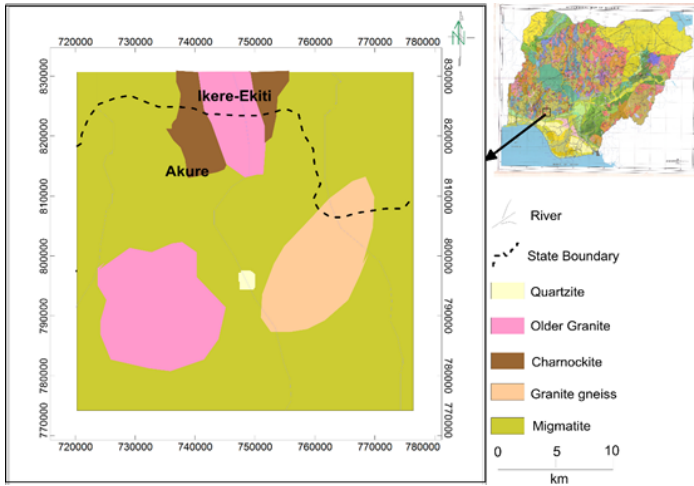 N
720000 730000 740000 750000 760000 770000 780000
830000
820000
810000
800000
790000
780000
770000
830000
820000
810000
800000
790000
780000
770000
Ikere-Ekiti
Akure
720000 730000 740000 750000 760000 770000 780000
River
State Boundary
Quartzite
Older Granite
Charnockite
Granite gneiss
Migmatite
0 5 10
km